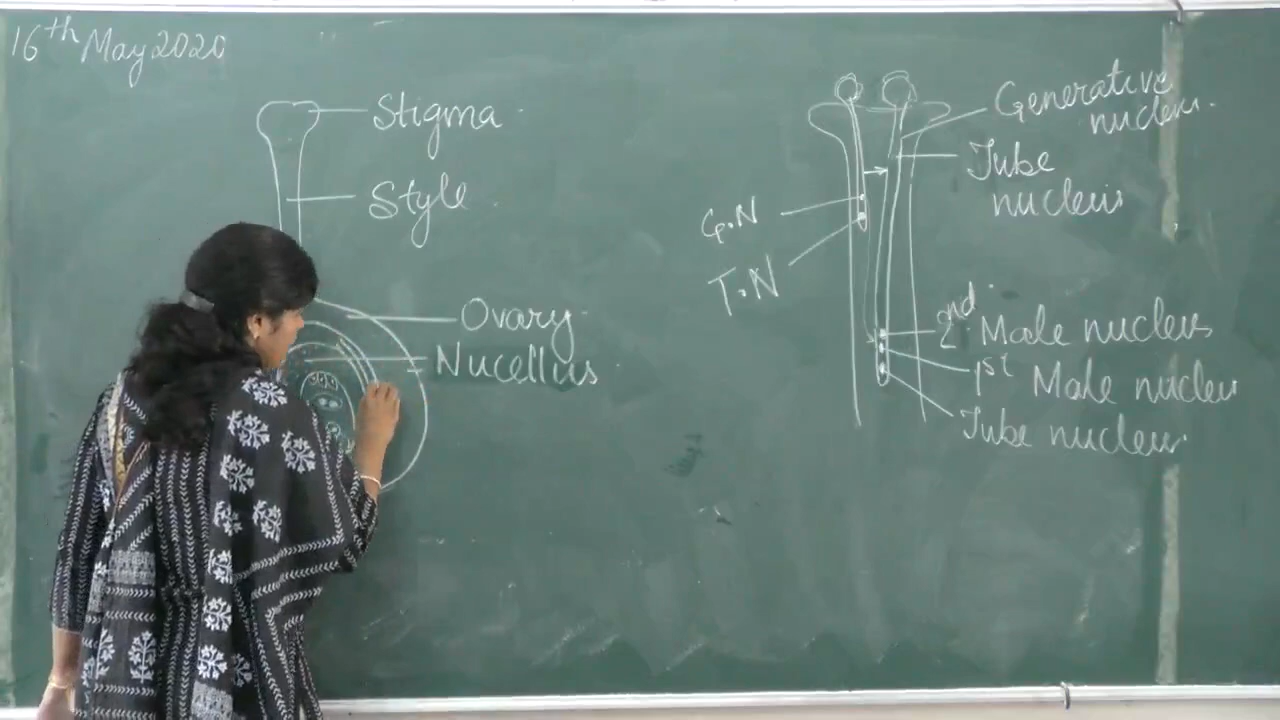 16th May 2020
Stigma
Style
Ovary
Nucellus
Generative
nucleus.
Tube
nucleus
G.N
T.N
2nd Male nucleus
1st Male nucleus
Tube nucleus